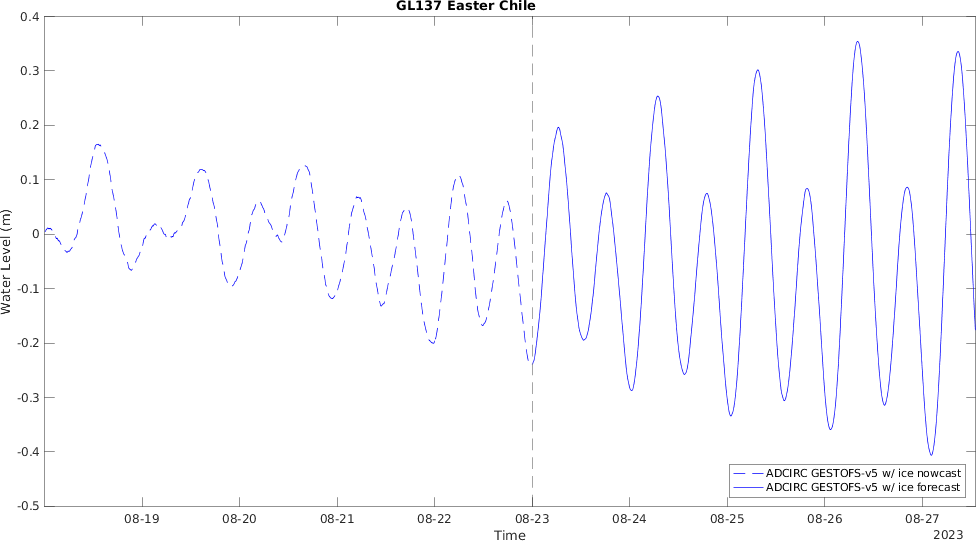 GL137 Easter Chile
0.4
0.3
0.2
0.1
0
-0.1
-0.2
-0.3
-0.4
-0.5
Water Level (m)
ADCIRC GESTOFS-v5 w/ ice nowcast
ADCIRC GESTOFS-v5 w/ ice forecast
08-19 08-20 08-21 08-22 08-23 08-24 08-25 08-26 08-27
Time
2023